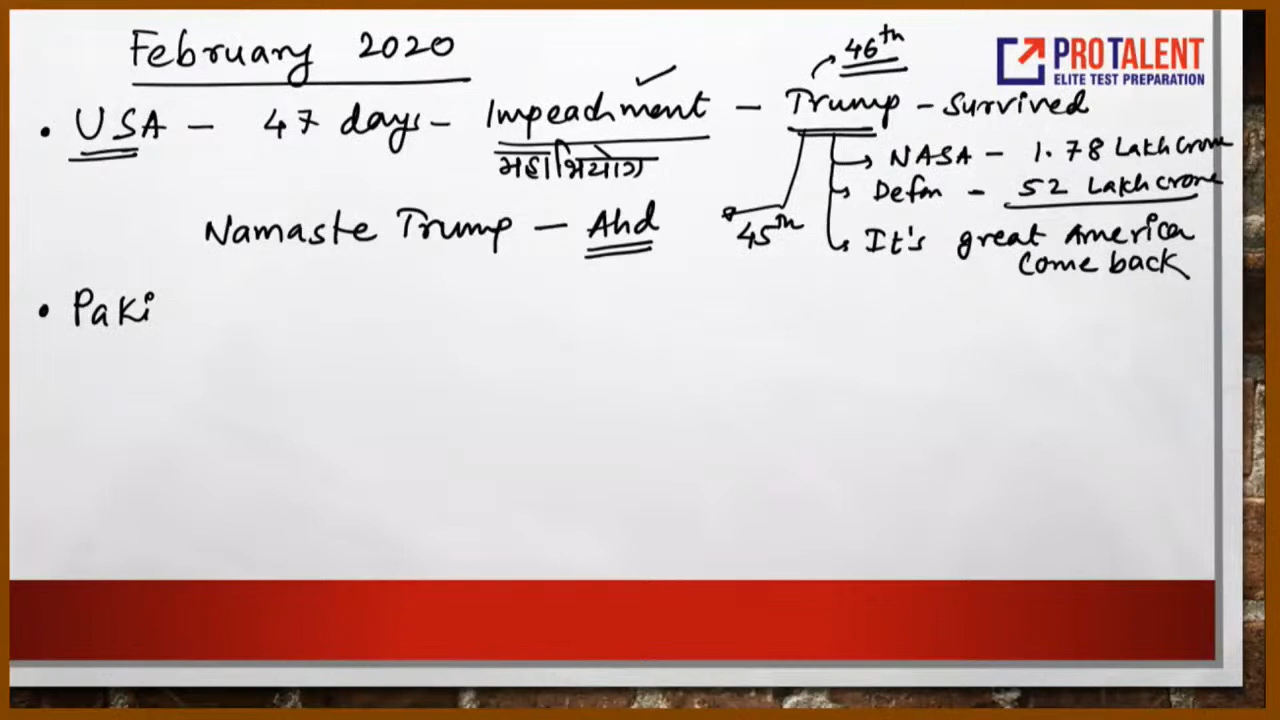 February 2020
46th
PROTALENT
ELITE TEST PREPARATION
• USA - 47 days - Impeachment - Trump - Survived
महाभियोग
NASA - 1.78 Lakh Crore
Defen - 52 Lakh Crore
45th
It's great America
Come back
Namaste Trump - Ahd
• Paki